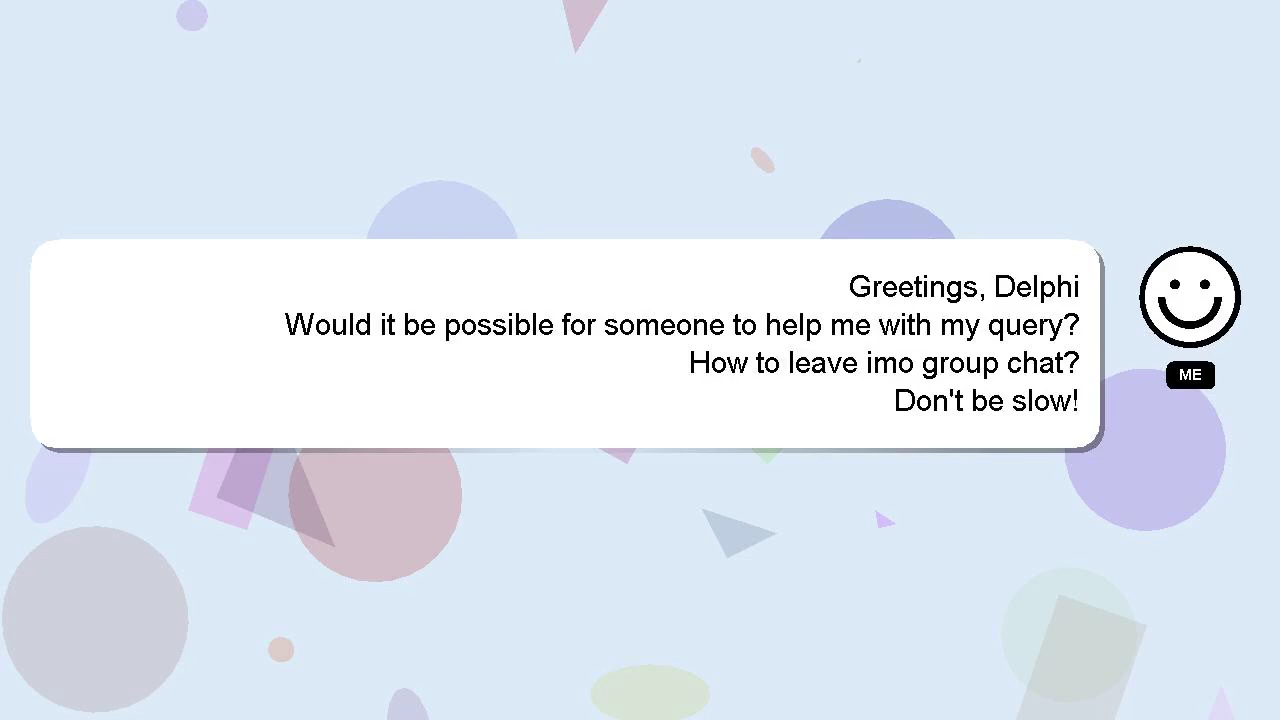 Greetings, Delphi
Would it be possible for someone to help me with my query?
How to leave imo group chat?
Don't be slow!
ME